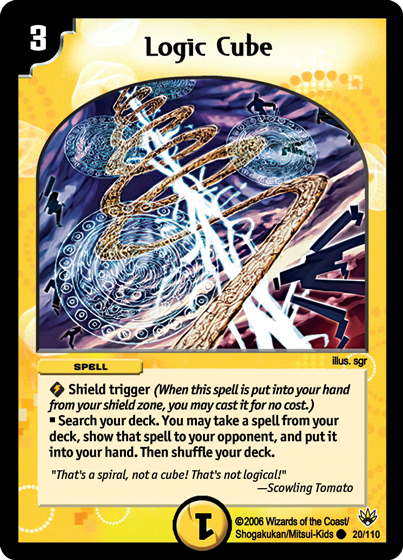 3
Logic Cube
illus. sgr
SPELL
Shield trigger (When this spell is put into your hand
from your shield zone, you may cast it for no cost.)
▪ Search your deck. You may take a spell from your
deck, show that spell to your opponent, and put it
into your hand. Then shuffle your deck.
"That's a spiral, not a cube! That's not logical!"
—Scowling Tomato
1
©2006 Wizards of the Coast/
Shogakukan/Mitsui-Kids ● 20/110